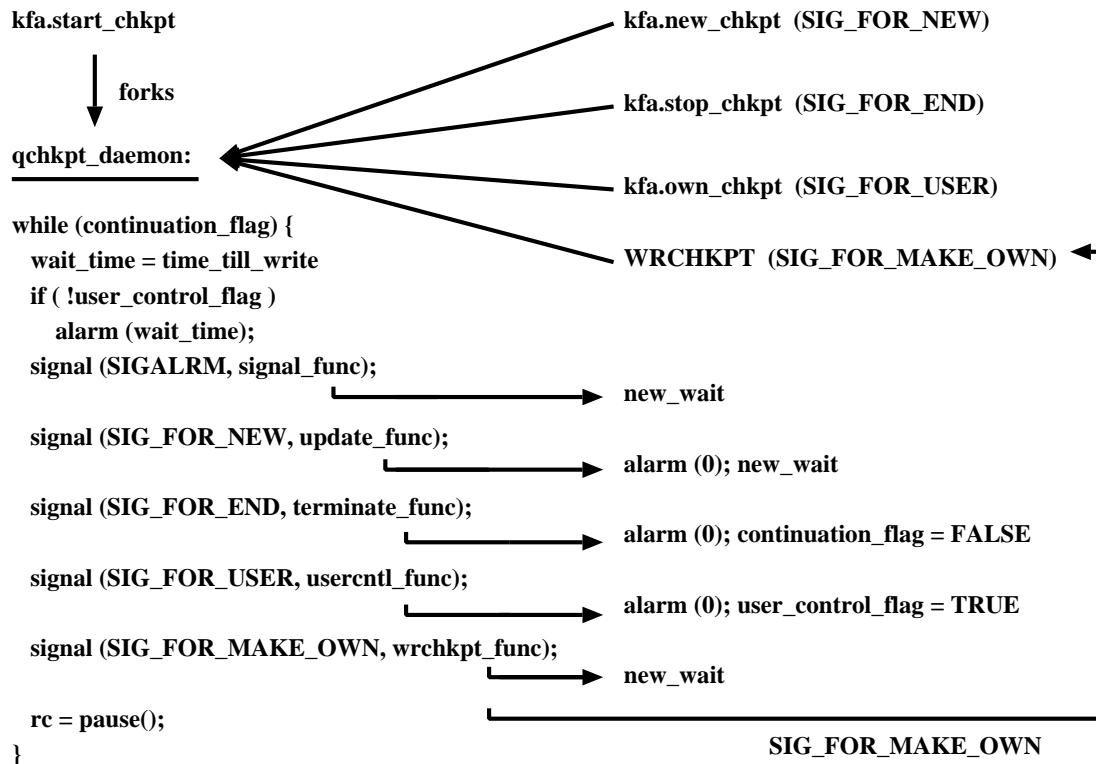 kfa.start_chkpt
forks
qchkpt_daemon:
kfa.new_chkpt (SIG_FOR_NEW)
kfa.stop_chkpt (SIG_FOR_END)
kfa.own_chkpt (SIG_FOR_USER)
WRCHKPT (SIG_FOR_MAKE_OWN)
while (continuation_flag) {
wait_time = time_till_write
if ( !user_control_flag )
alarm (wait_time);
signal (SIGALRM, signal_func);
new_wait
signal (SIG_FOR_NEW, update_func);
alarm (0); new_wait
signal (SIG_FOR_END, terminate_func);
alarm (0); continuation_flag = FALSE
signal (SIG_FOR_USER, usercntl_func);
alarm (0); user_control_flag = TRUE
signal (SIG_FOR_MAKE_OWN, wrchkpt_func);
new_wait
rc = pause();
SIG_FOR_MAKE_OWN
}